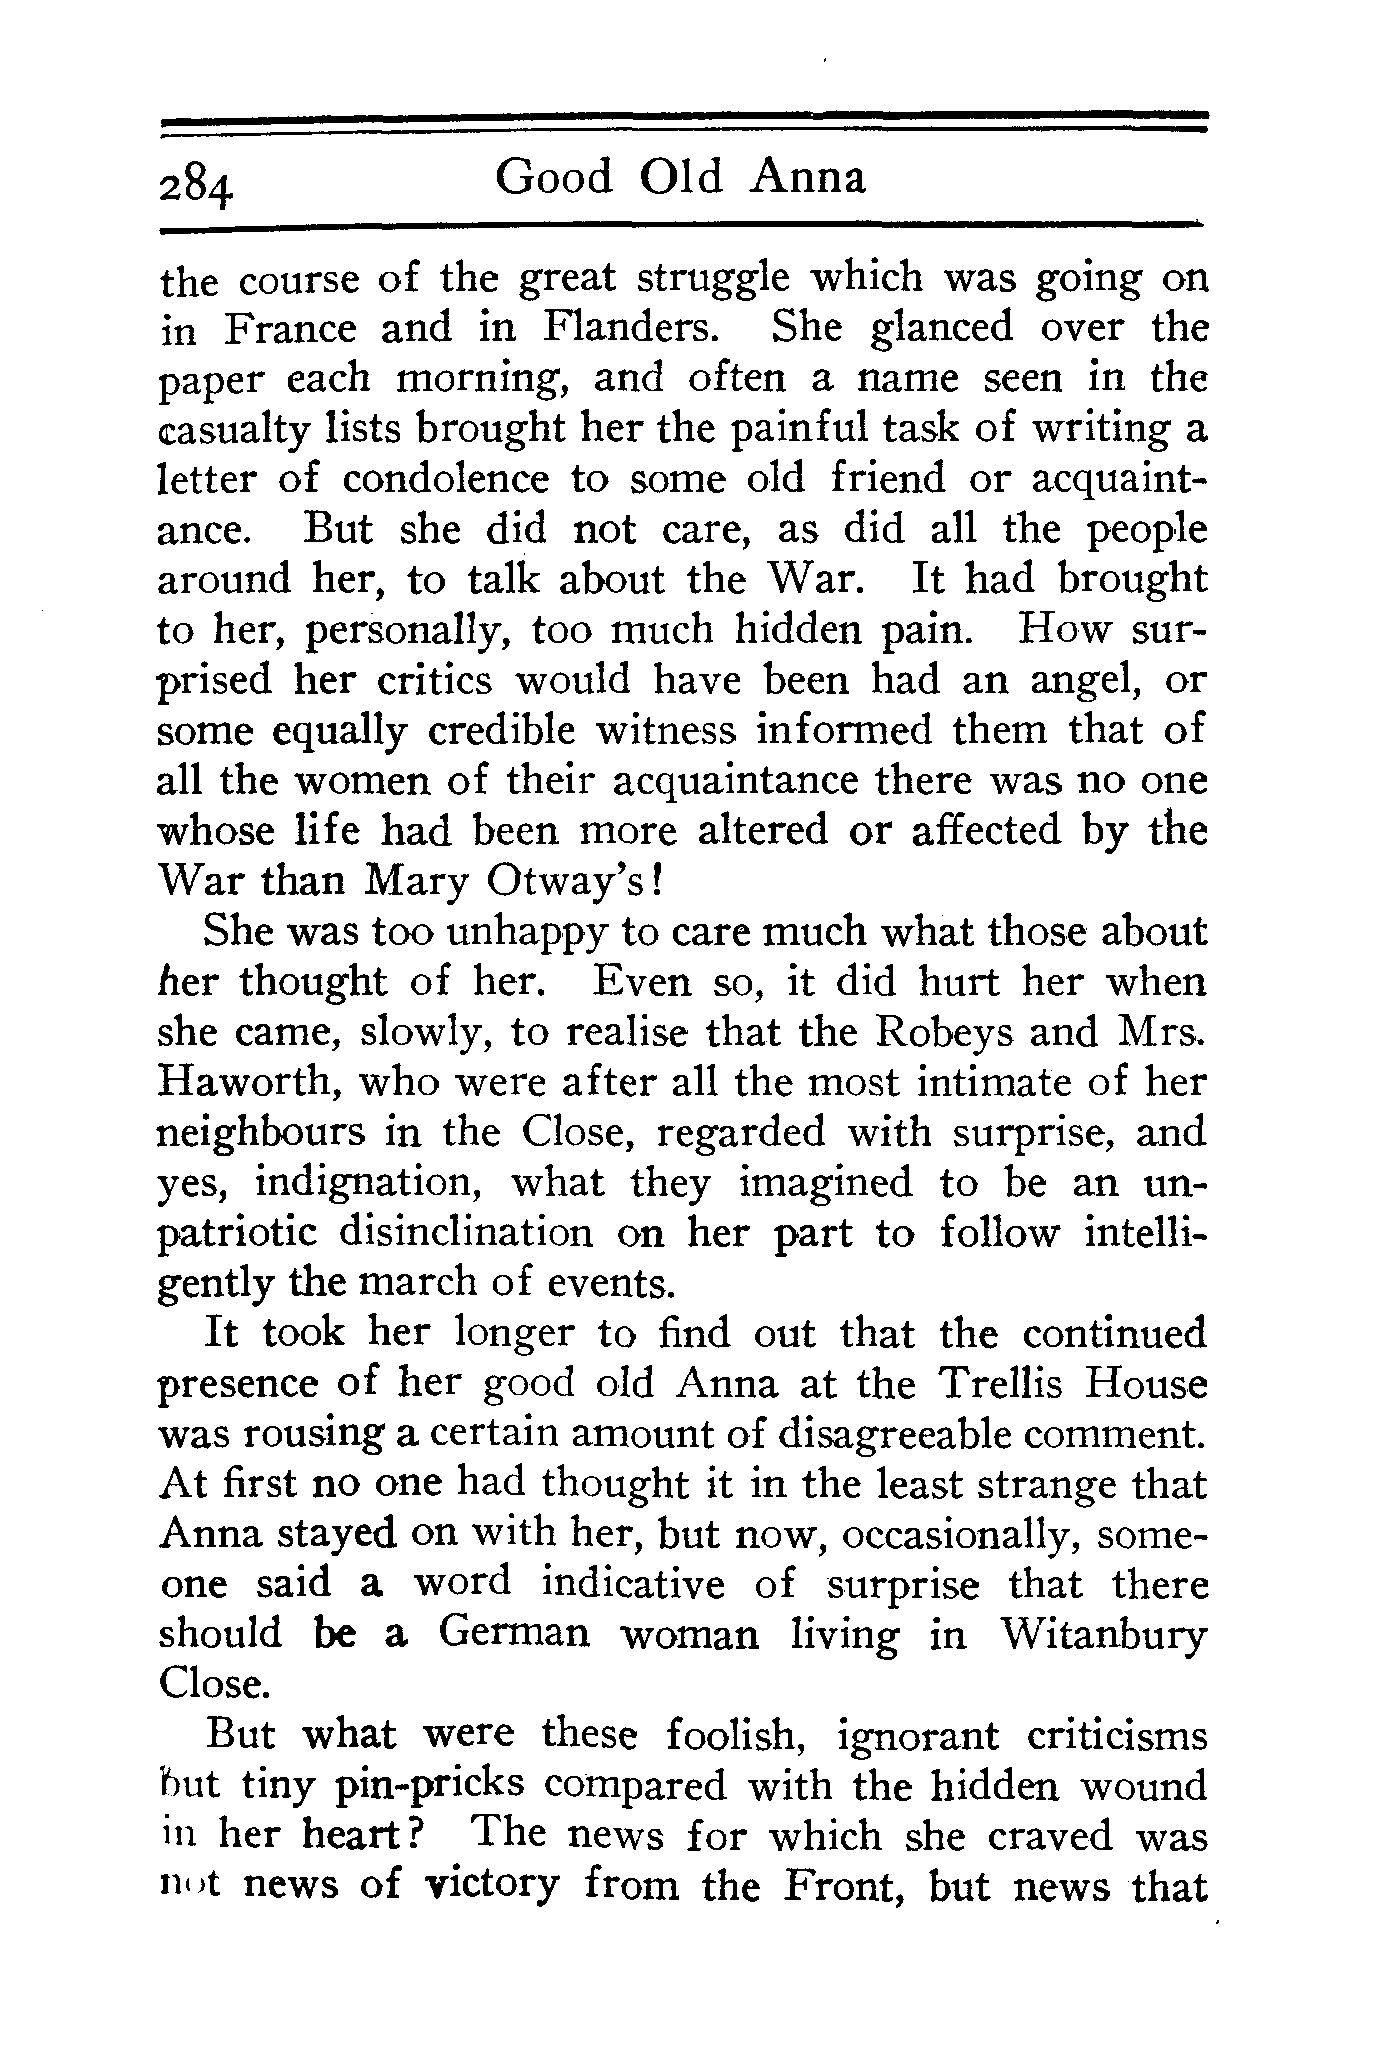 284 Good Old Anna
the course of the great struggle which was going on
in France and in Flanders. She glanced over the
paper each morning, and often a name seen in the
casualty lists brought her the painful task of writing a
letter of condolence to some old friend or acquaint-
ance. But she did not care, as did all the people
around her, to talk about the War. It had brought
to her, personally, too much hidden pain. How sur-
prised her critics would have been had an angel, or
some equally credible witness informed them that of
all the women of their acquaintance there was no one
whose life had been more altered or affected by the
War than Mary Otway's!
She was too unhappy to care much what those about
her thought of her. Even so, it did hurt her when
she came, slowly, to realise that the Robeys and Mrs.
Haworth, who were after all the most intimate of her
neighbours in the Close, regarded with surprise, and
yes, indignation, what they imagined to be an un-
patriotic disinclination on her part to follow intelli-
gently the march of events.
It took her longer to find out that the continued
presence of her good old Anna at the Trellis House
was rousing a certain amount of disagreeable comment.
At first no one had thought it in the least strange that
Anna stayed on with her, but now, occasionally, some-
one said a word indicative of surprise that there
should be a German woman living in Witanbury
Close.
But what were these foolish, ignorant criticisms
but tiny pin-pricks compared with the hidden wound
in her heart? The news for which she craved was
not news of victory from the Front, but news that